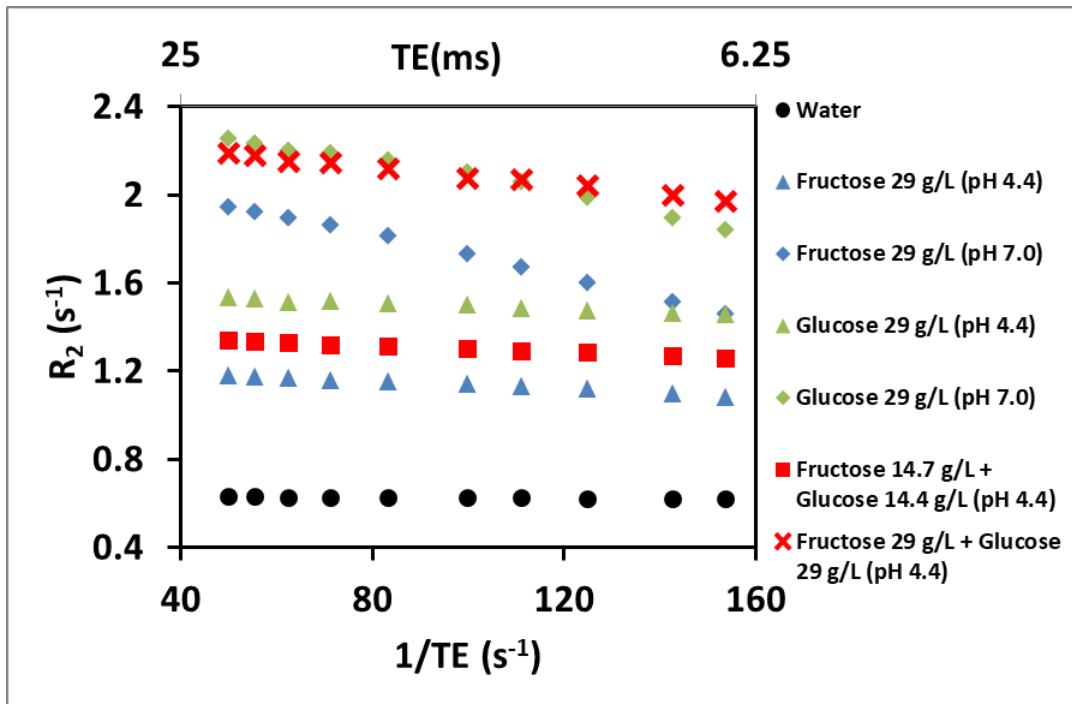 25 TE(ms) 6.25
2.4
2
1.6
1.2
0.8
0.4
R₂ (s⁻¹)
40 80 120 160
1/TE (s⁻¹)
Water
Fructose 29 g/L (pH 4.4)
Fructose 29 g/L (pH 7.0)
Glucose 29 g/L (pH 4.4)
Glucose 29 g/L (pH 7.0)
Fructose 14.7 g/L +
Glucose 14.4 g/L (pH 4.4)
Fructose 29 g/L + Glucose
29 g/L (pH 4.4)